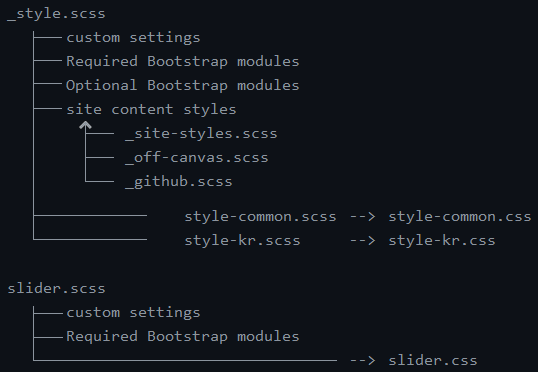 _style.scss
custom settings
Required Bootstrap modules
Optional Bootstrap modules
site content styles
_site-styles.scss
_off-canvas.scss
_github.scss
style-common.scss --> style-common.css
style-kr.scss --> style-kr.css
slider.scss
custom settings
Required Bootstrap modules
--> slider.css